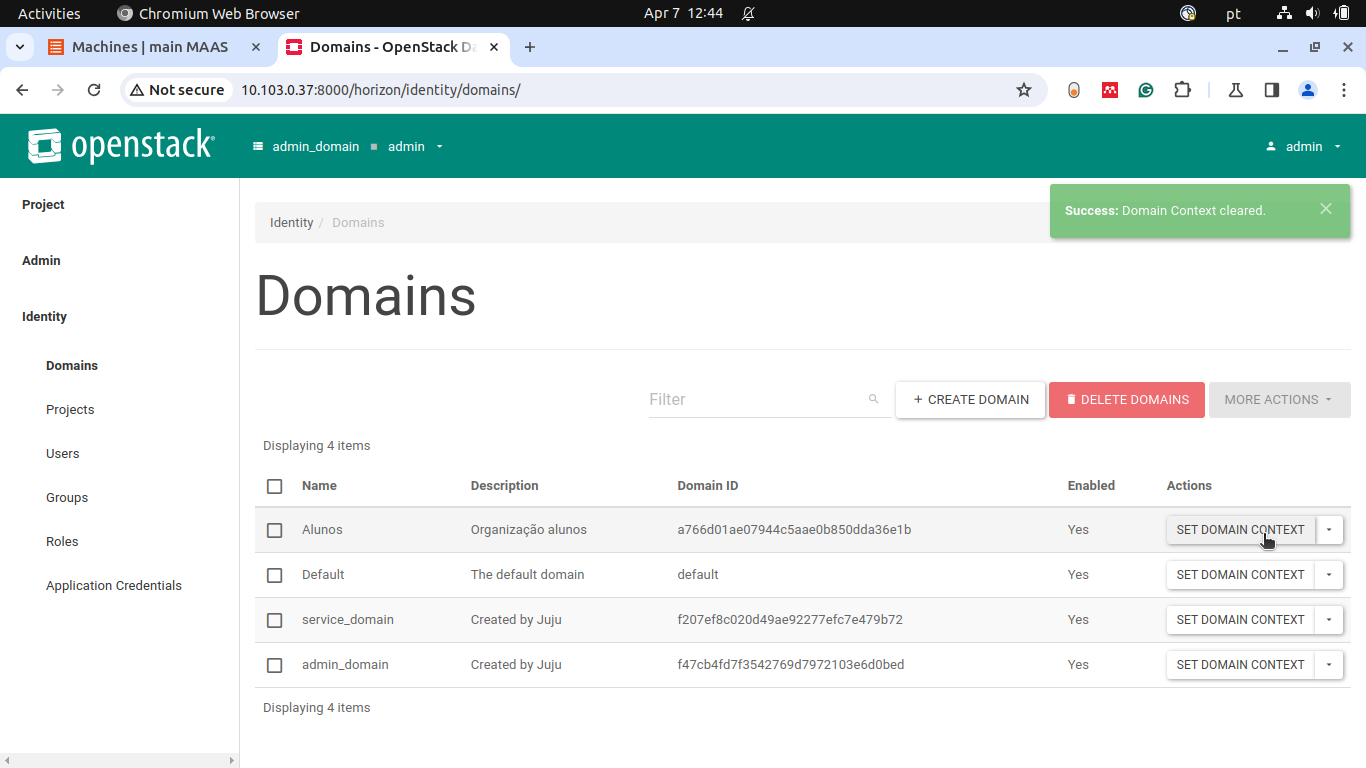 Activities Chromium Web Browser Apr 7 12:44 pt
Machines | main MAAS Domains - OpenStack Da
Not secure 10.103.0.37:8000/horizon/identity/domains/
openstack. admin_domain admin admin
Project
Admin
Identity
Domains
Projects
Users
Groups
Roles
Application Credentials
Identity / Domains
Success: Domain Context cleared.
Domains
Filter + CREATE DOMAIN DELETE DOMAINS MORE ACTIONS
Displaying 4 items
Name Description Domain ID Enabled Actions
Alunos Organização alunos a766d01ae07944c5aae0b850dda36e1b Yes SET DOMAIN CONTEXT
Default The default domain default Yes SET DOMAIN CONTEXT
service_domain Created by Juju f207ef8c020d49ae92277efc7e479b72 Yes SET DOMAIN CONTEXT
admin_domain Created by Juju f47cb4fd7f3542769d7972103e6d0bed Yes SET DOMAIN CONTEXT
Displaying 4 items